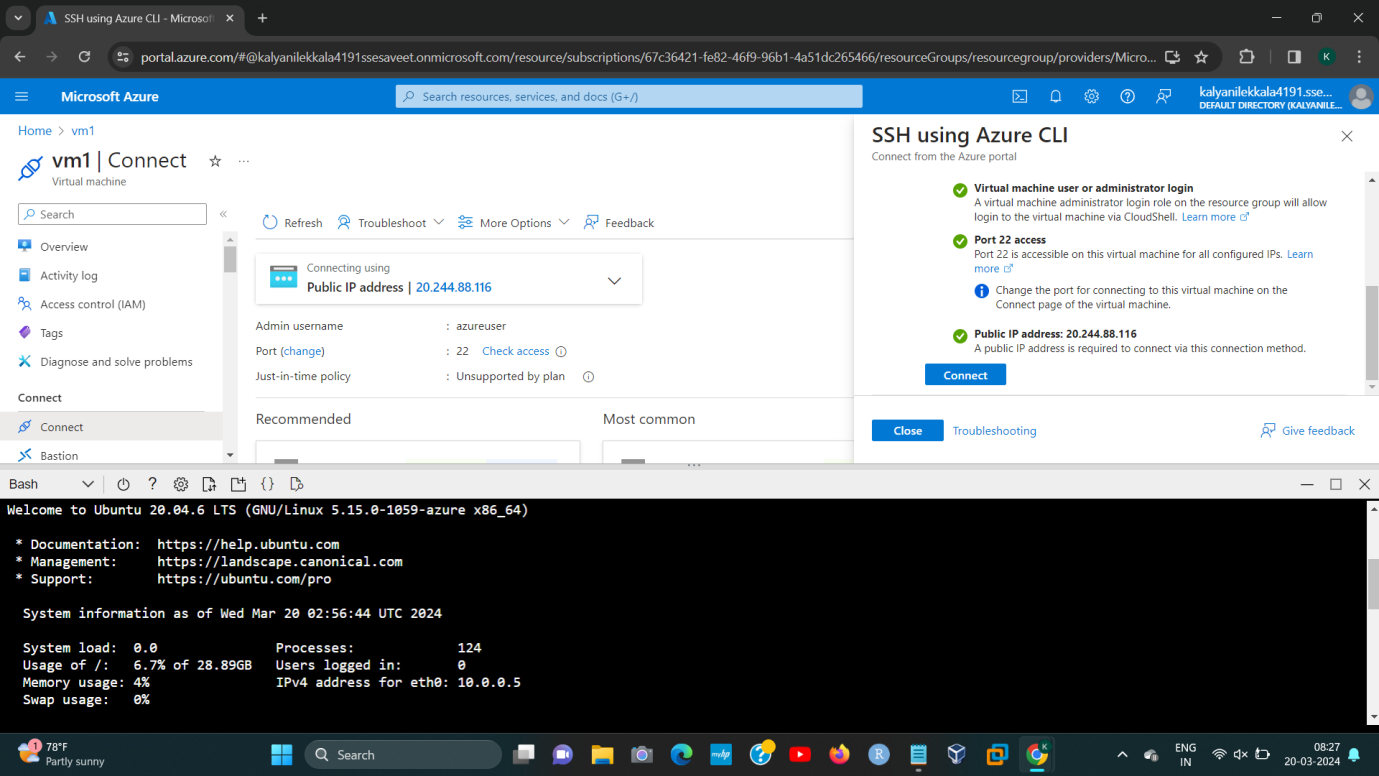 SSH using Azure CLI - Microsof
portal.azure.com/#@kalyanilekkala4191ssesaveet.onmicrosoft.com/resource/subscriptions/67c36421-fe82-46f9-96b1-4a51dc265466/resourceGroups/resourcegroup/providers/Micro...
K
Microsoft Azure
Search resources, services, and docs (G+/)
kalyanilekkala4191.sse...
DEFAULT DIRECTORY (KALYANILE...
Home > vm1
vm1 | Connect
Virtual machine
Search
Overview
Activity log
Access control (IAM)
Tags
Diagnose and solve problems
Connect
Connect
Bastion
Refresh Troubleshoot More Options Feedback
Connecting using
Public IP address | 20.244.88.116
Admin username : azureuser
Port (change) : 22 Check access
Just-in-time policy : Unsupported by plan
Recommended
Most common
SSH using Azure CLI
Connect from the Azure portal
Virtual machine user or administrator login
A virtual machine administrator login role on the resource group will allow
login to the virtual machine via CloudShell. Learn more
Port 22 access
Port 22 is accessible on this virtual machine for all configured IPs. Learn
more
Change the port for connecting to this virtual machine on the
Connect page of the virtual machine.
Public IP address: 20.244.88.116
A public IP address is required to connect via this connection method.
Connect
Close Troubleshooting Give feedback
Bash ? { }
Welcome to Ubuntu 20.04.6 LTS (GNU/Linux 5.15.0-1059-azure x86_64)
* Documentation: https://help.ubuntu.com
* Management: https://landscape.canonical.com
* Support: https://ubuntu.com/pro
System information as of Wed Mar 20 02:56:44 UTC 2024
System load: 0.0 Processes: 124
Usage of /: 6.7% of 28.89GB Users logged in: 0
Memory usage: 4% IPv4 address for eth0: 10.0.0.5
Swap usage: 0%
1
78°F
Partly sunny
Search
myhp
R
K
ENG
IN
08:27
20-03-2024